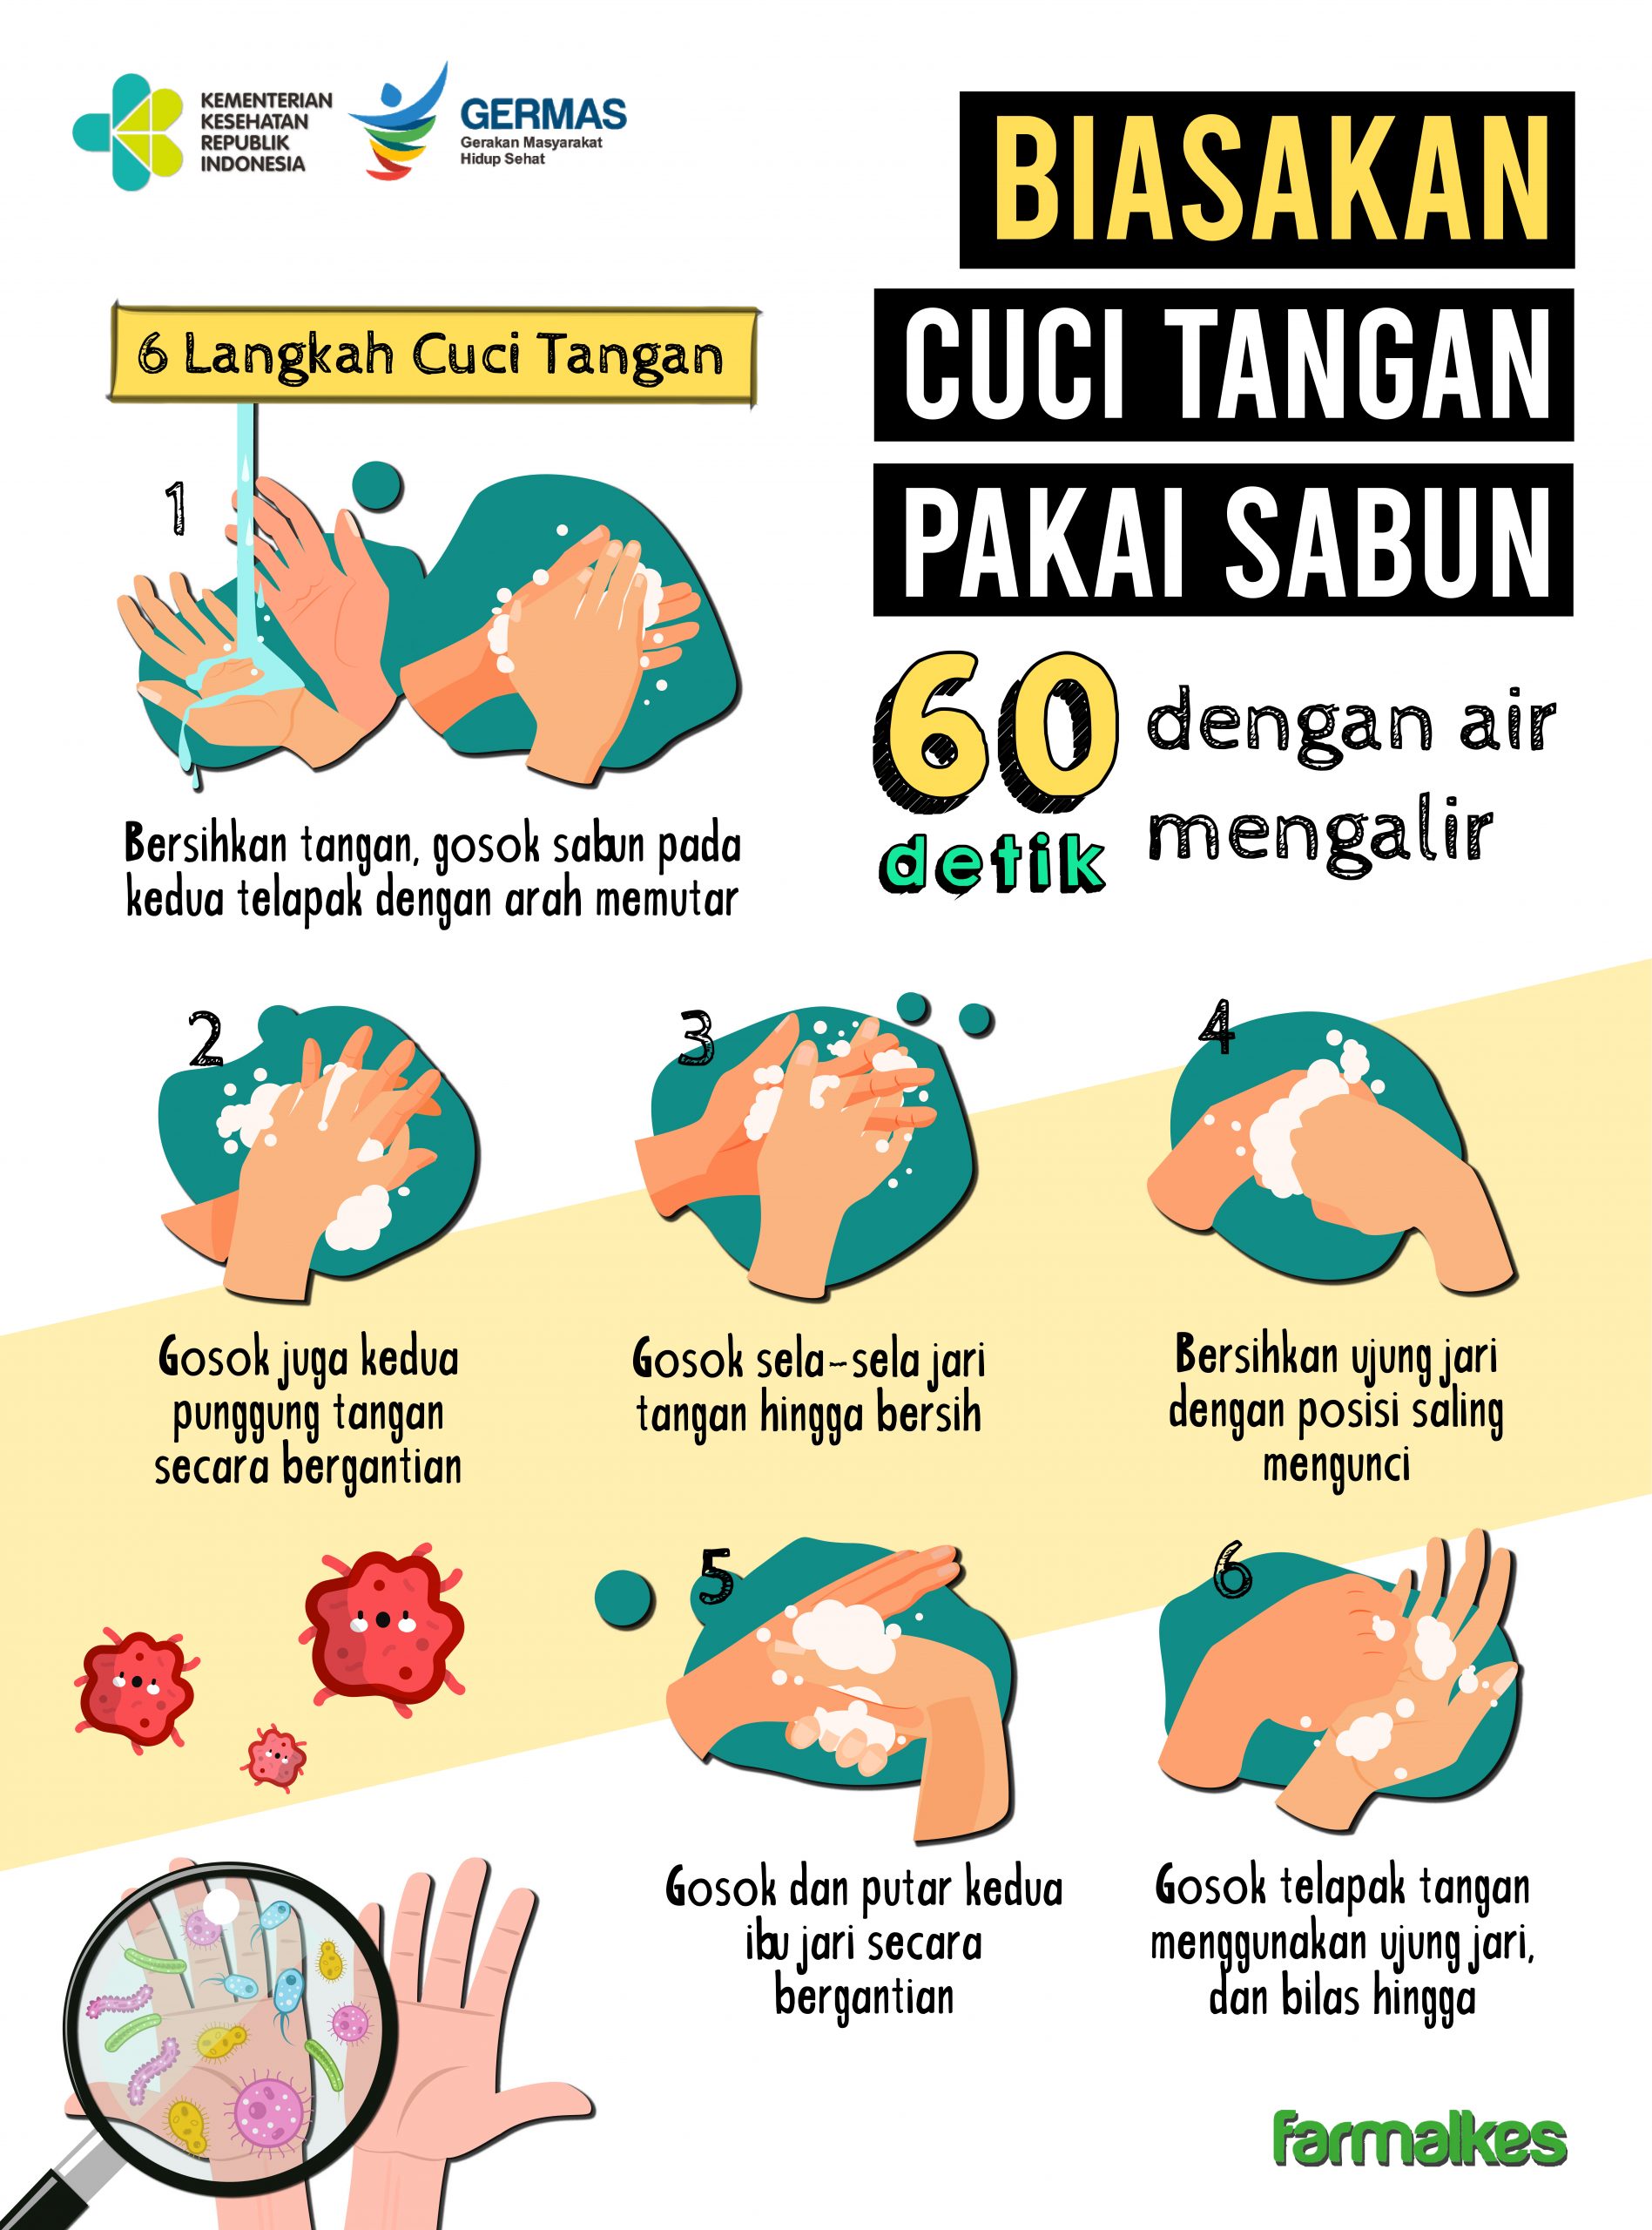 KEMENTERIAN
KESEHATAN
REPUBLIK
INDONESIA
GERMAS
Gerakan Masyarakat
Hidup Sehat
BIASAKAN
CUCI TANGAN
PAKAI SABUN
60
detik
dengan air
mengalir
6 Langkah Cuci Tangan
1
Bersihkan tangan, gosok sabun pada
kedua telapak dengan arah memutar
2
Gosok juga kedua
punggung tangan
secara bergantian
3
Gosok sela-sela jari
tangan hingga bersih
4
Bersihkan ujung jari
dengan posisi saling
mengunci
5
Gosok dan putar kedua
ibu jari secara
bergantian
6
Gosok telapak tangan
menggunakan ujung jari,
dan bilas hingga
farmalkes